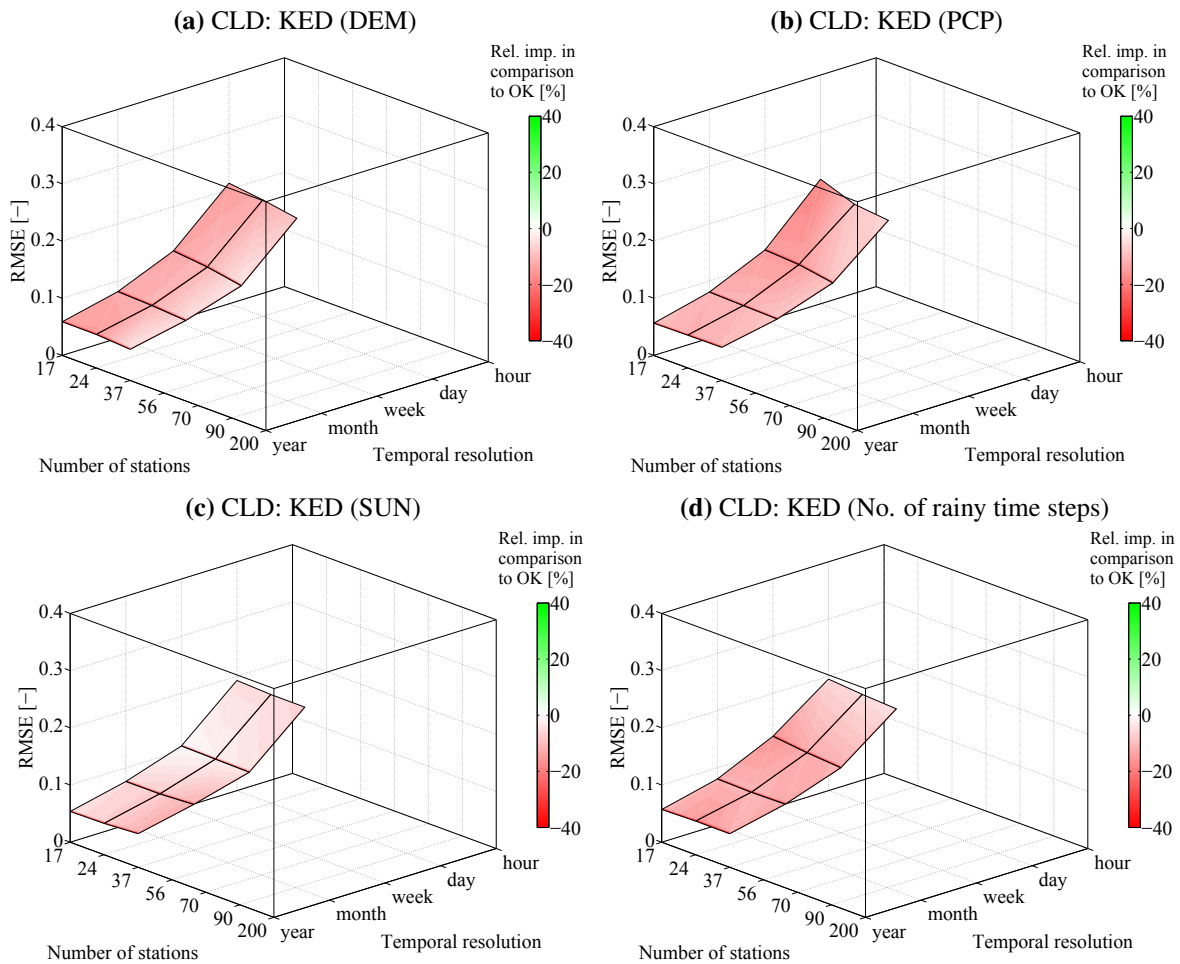 (a) CLD: KED (DEM)
Rel. imp. in
comparison
to OK [%]
40
20
0
−20
−40
0.4
0.3
0.2
0.1
0
RMSE [−]
17
24
37
56
70
90
200
year
month
week
day
hour
Number of stations
Temporal resolution
(b) CLD: KED (PCP)
Rel. imp. in
comparison
to OK [%]
40
20
0
−20
−40
0.4
0.3
0.2
0.1
0
RMSE [−]
17
24
37
56
70
90
200
year
month
week
day
hour
Number of stations
Temporal resolution
(c) CLD: KED (SUN)
Rel. imp. in
comparison
to OK [%]
40
20
0
−20
−40
0.4
0.3
0.2
0.1
0
RMSE [−]
17
24
37
56
70
90
200
year
month
week
day
hour
Number of stations
Temporal resolution
(d) CLD: KED (No. of rainy time steps)
Rel. imp. in
comparison
to OK [%]
40
20
0
−20
−40
0.4
0.3
0.2
0.1
0
RMSE [−]
17
24
37
56
70
90
200
year
month
week
day
hour
Number of stations
Temporal resolution